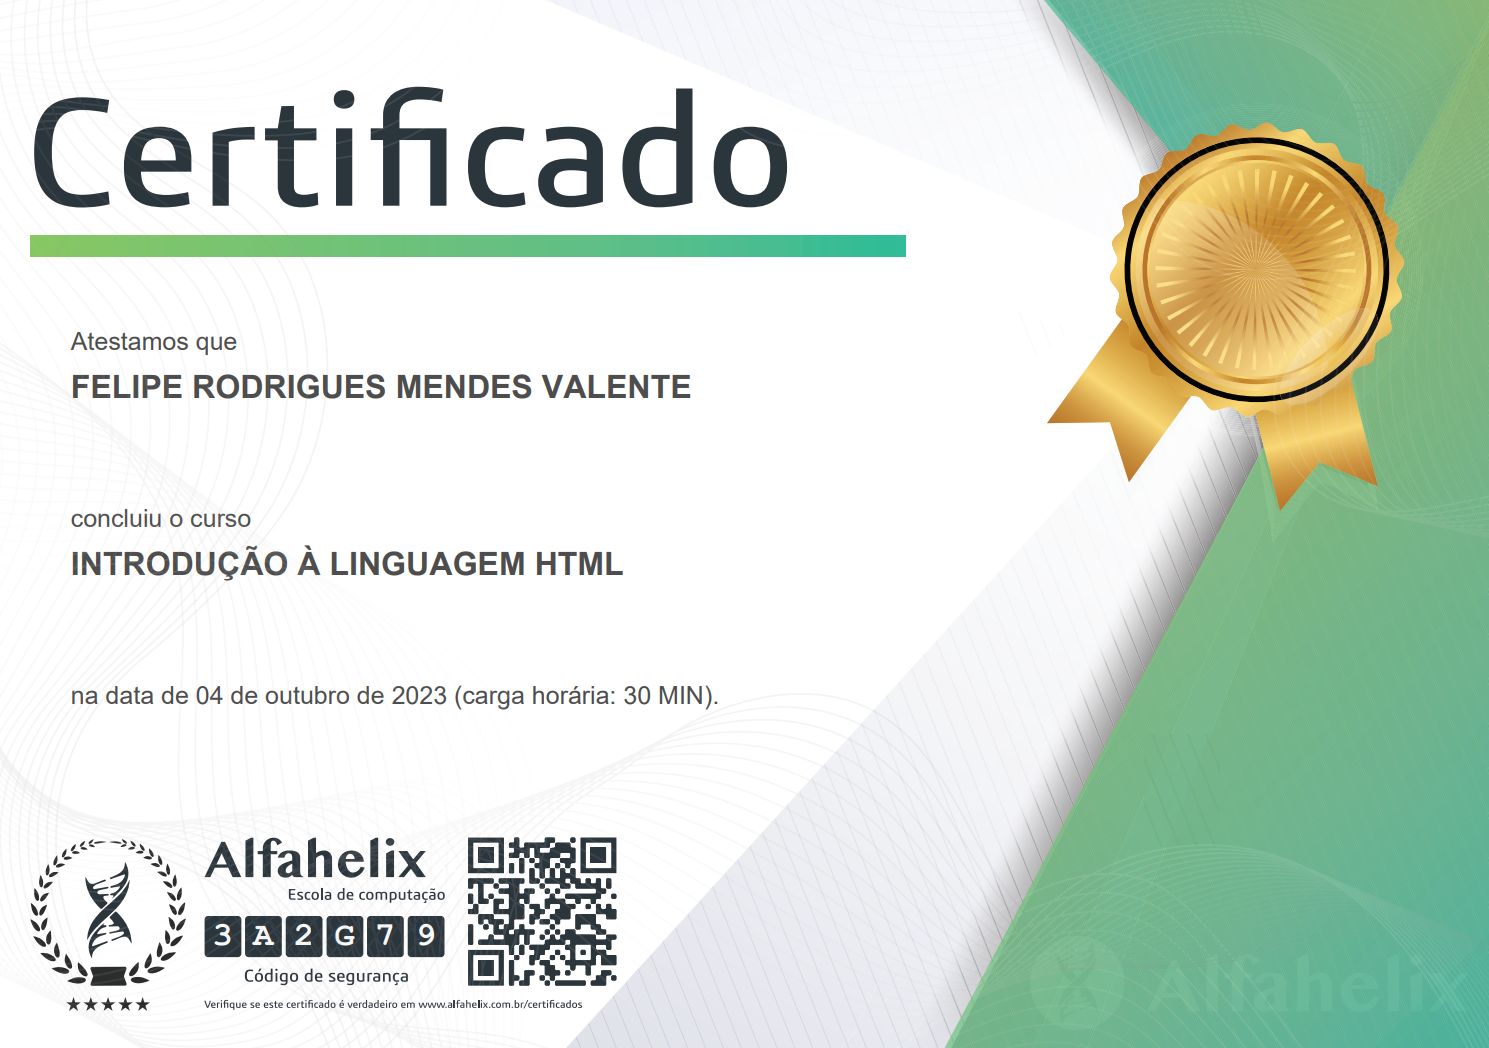 Certificado
Atestamos que
FELIPE RODRIGUES MENDES VALENTE
concluiu o curso
INTRODUÇÃO À LINGUAGEM HTML
na data de 04 de outubro de 2023 (carga horária: 30 MIN).
Alfahelix
Escola de computação
3A2G79
Código de segurança
Verifique se este certificado é verdadeiro em www.alfahelix.com.br/certificados
Alfahelix